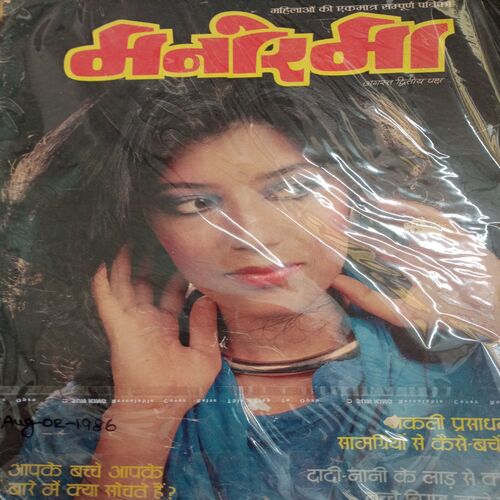 महिलाओं की एकमात्र सम्पूर्ण पत्रिका
मनोरमा
अगस्त द्वितीय पक्ष
Aug-02-1986
नकली प्रसाधन
सामग्रियों से कैसे बचें
आपके बच्चे आपके
बारे में क्या सोचते हैं?
दादी-नानी के लाड़ से